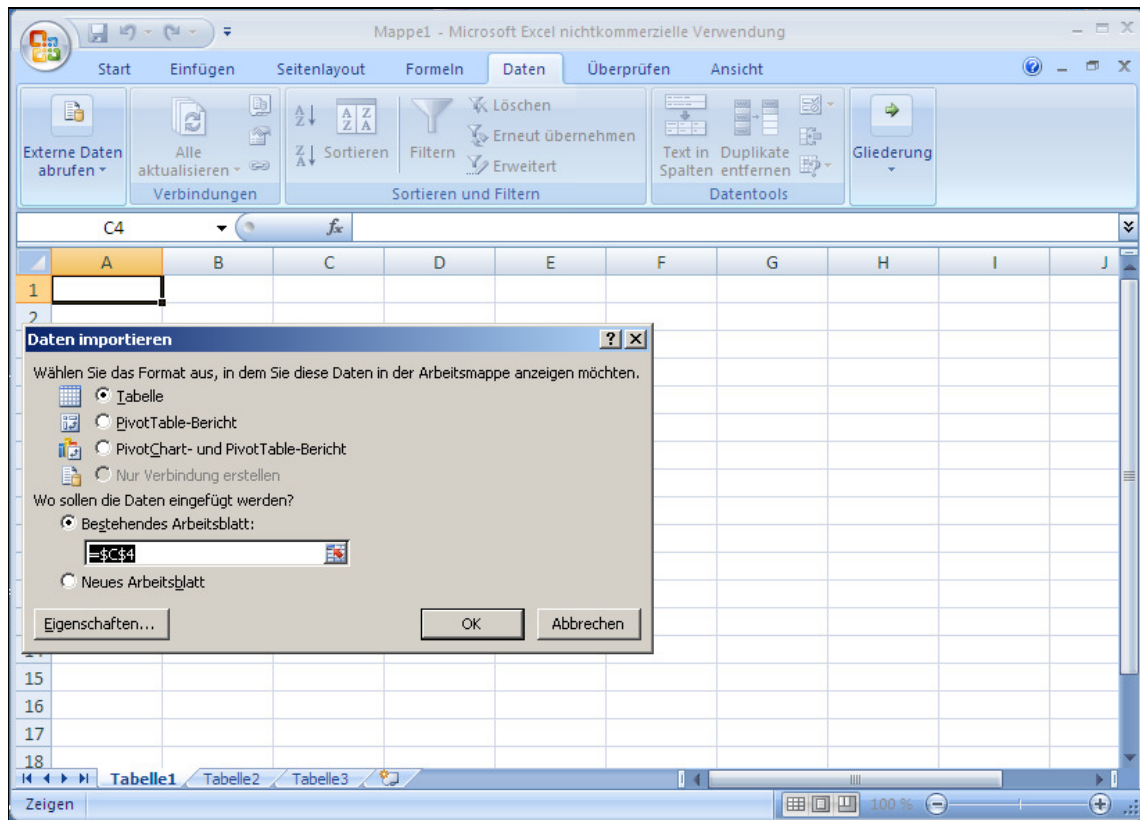 Mappe1 - Microsoft Excel nichtkommerzielle Verwendung
Start Einfügen Seitenlayout Formeln Daten Überprüfen Ansicht
Externe Daten abrufen
Alle aktualisieren
Verbindungen
A Z
Z A
A Z
Z A
Sortieren
Filtern
Löschen
Erneut übernehmen
Erweitert
Sortieren und Filtern
Text in Spalten
Duplikate entfernen
Datentools
Gliederung
C4
fx
A B C D E F G H I J
1
2
Daten importieren
Wählen Sie das Format aus, in dem Sie diese Daten in der Arbeitsmappe anzeigen möchten.
Tabelle
PivotTable-Bericht
PivotChart- und PivotTable-Bericht
Nur Verbindung erstellen
Wo sollen die Daten eingefügt werden?
Bestehendes Arbeitsblatt:
=$C$4
Neues Arbeitsblatt
Eigenschaften... OK Abbrechen
15
16
17
18
Tabelle1 Tabelle2 Tabelle3
Zeigen 100 %